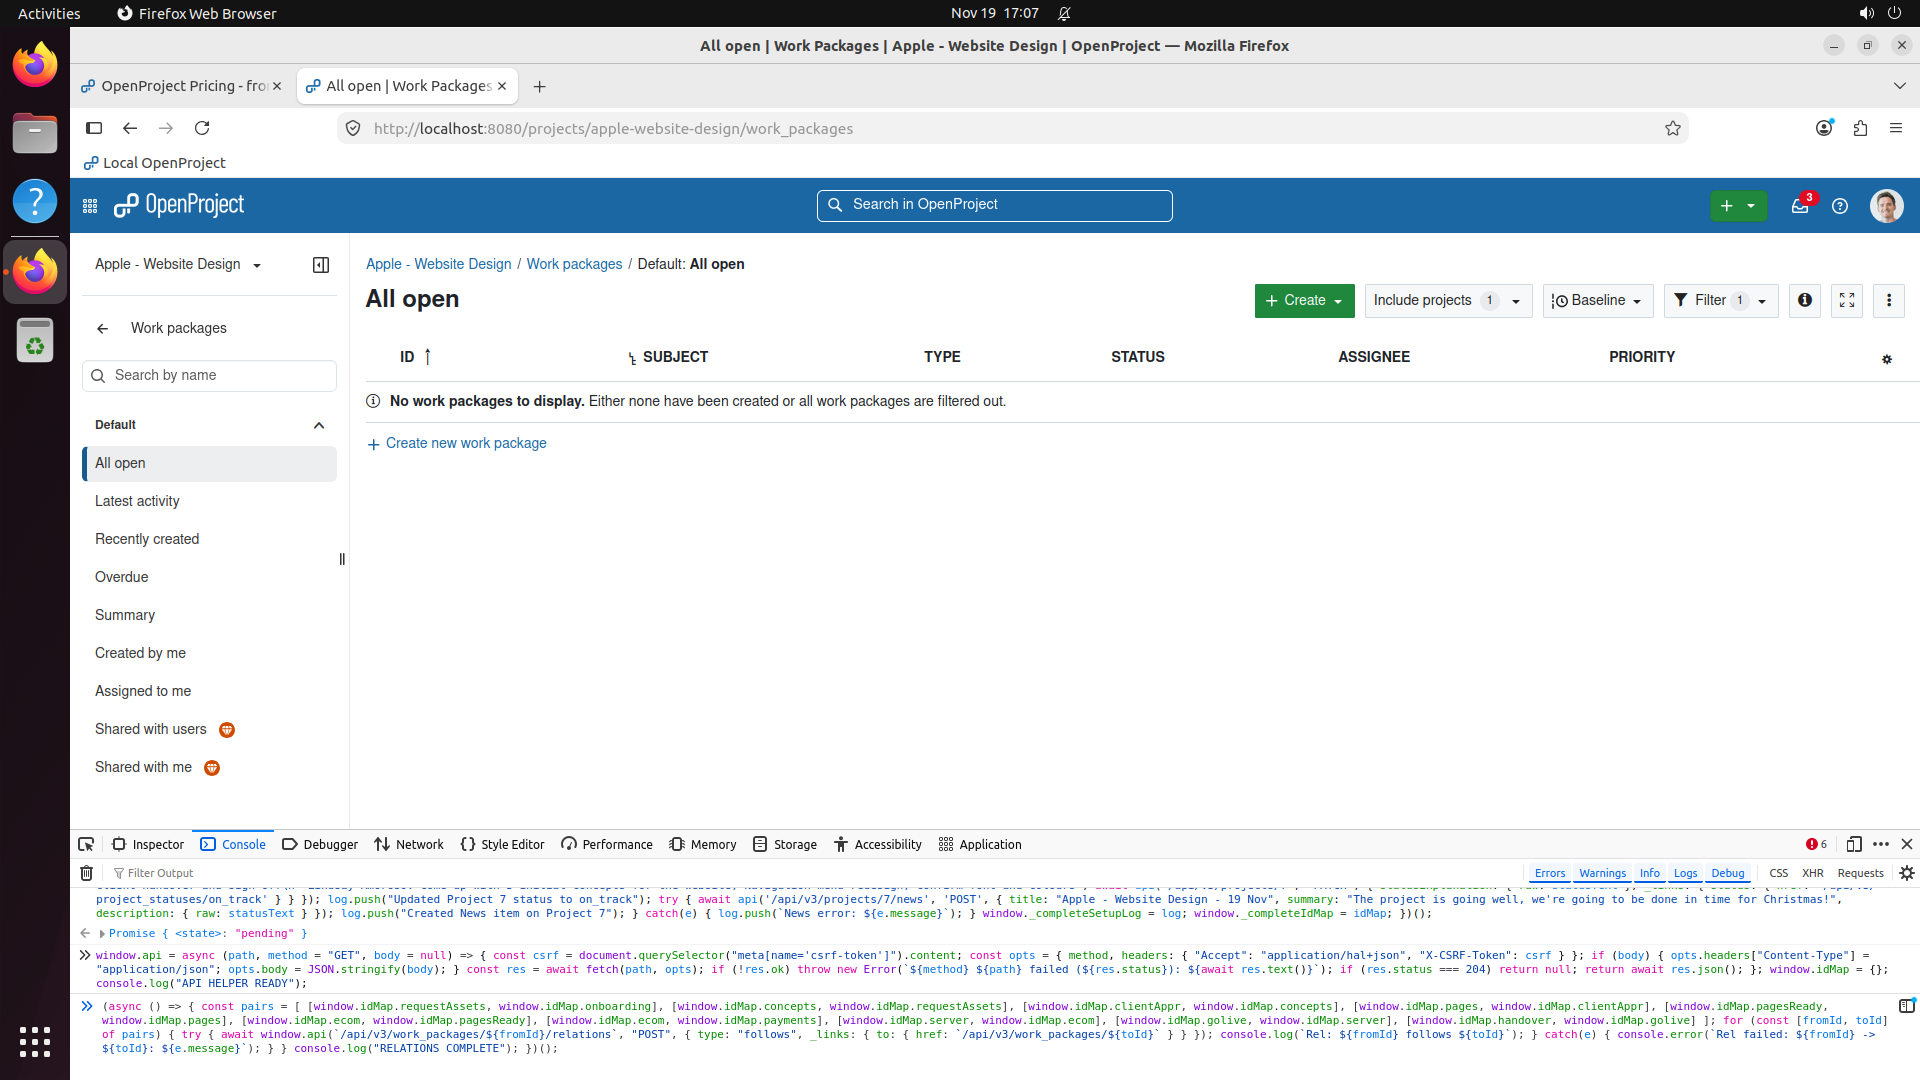 Activities
Firefox Web Browser
Nov 19 17:07
All open | Work Packages | Apple - Website Design | OpenProject — Mozilla Firefox
OpenProject Pricing - fro
All open | Work Packages
http://localhost:8080/projects/apple-website-design/work_packages
Local OpenProject
OpenProject
Search in OpenProject
3
Apple - Website Design
Work packages
Search by name
Default
All open
Latest activity
Recently created
Overdue
Summary
Created by me
Assigned to me
Shared with users
Shared with me
Apple - Website Design / Work packages / Default: All open
All open
Create
Include projects 1
Baseline
Filter 1
ID SUBJECT TYPE STATUS ASSIGNEE PRIORITY
No work packages to display. Either none have been created or all work packages are filtered out.
Create new work package
Inspector Console Debugger Network Style Editor Performance Memory Storage Accessibility Application
6
Filter Output
Errors Warnings Info Logs Debug CSS XHR Requests
project_statuses/on_track' } } }); log.push("Updated Project 7 status to on_track"); try { await api('/api/v3/projects/7/news', 'POST', { title: "Apple - Website Design - 19 Nov", summary: "The project is going well, we're going to be done in time for Christmas!",
description: { raw: statusText } }); log.push("Created News item on Project 7"); } catch(e) { log.push(`News error: ${e.message}`); } window._completeSetupLog = log; window._completeIdMap = idMap; })();
Promise { <state>: "pending" }
window.api = async (path, method = "GET", body = null) => { const csrf = document.querySelector("meta[name='csrf-token']").content; const opts = { method, headers: { "Accept": "application/hal+json", "X-CSRF-Token": csrf } }; if (body) { opts.headers["Content-Type"] =
"application/json"; opts.body = JSON.stringify(body); } const res = await fetch(path, opts); if (!res.ok) throw new Error(`${method} ${path} failed (${res.status}): ${await res.text()}`); if (res.status === 204) return null; return await res.json(); }; window.idMap = {};
console.log("API HELPER READY");
(async () => { const pairs = [ [window.idMap.requestAssets, window.idMap.onboarding], [window.idMap.concepts, window.idMap.requestAssets], [window.idMap.clientAppr, window.idMap.concepts], [window.idMap.pages, window.idMap.clientAppr], [window.idMap.pagesReady,
window.idMap.pages], [window.idMap.ecom, window.idMap.pagesReady], [window.idMap.ecom, window.idMap.payments], [window.idMap.server, window.idMap.ecom], [window.idMap.golive, window.idMap.server], [window.idMap.handover, window.idMap.golive] ]; for (const [fromId, toId]
of pairs) { try { await window.api(`/api/v3/work_packages/${fromId}/relations`, "POST", { type: "follows", _links: { to: { href: `/api/v3/work_packages/${toId}` } } }); console.log(`Rel: ${fromId} follows ${toId}`); } catch(e) { console.error(`Rel failed: ${fromId} ->
${toId}: ${e.message}`); } } console.log("RELATIONS COMPLETE"); })();